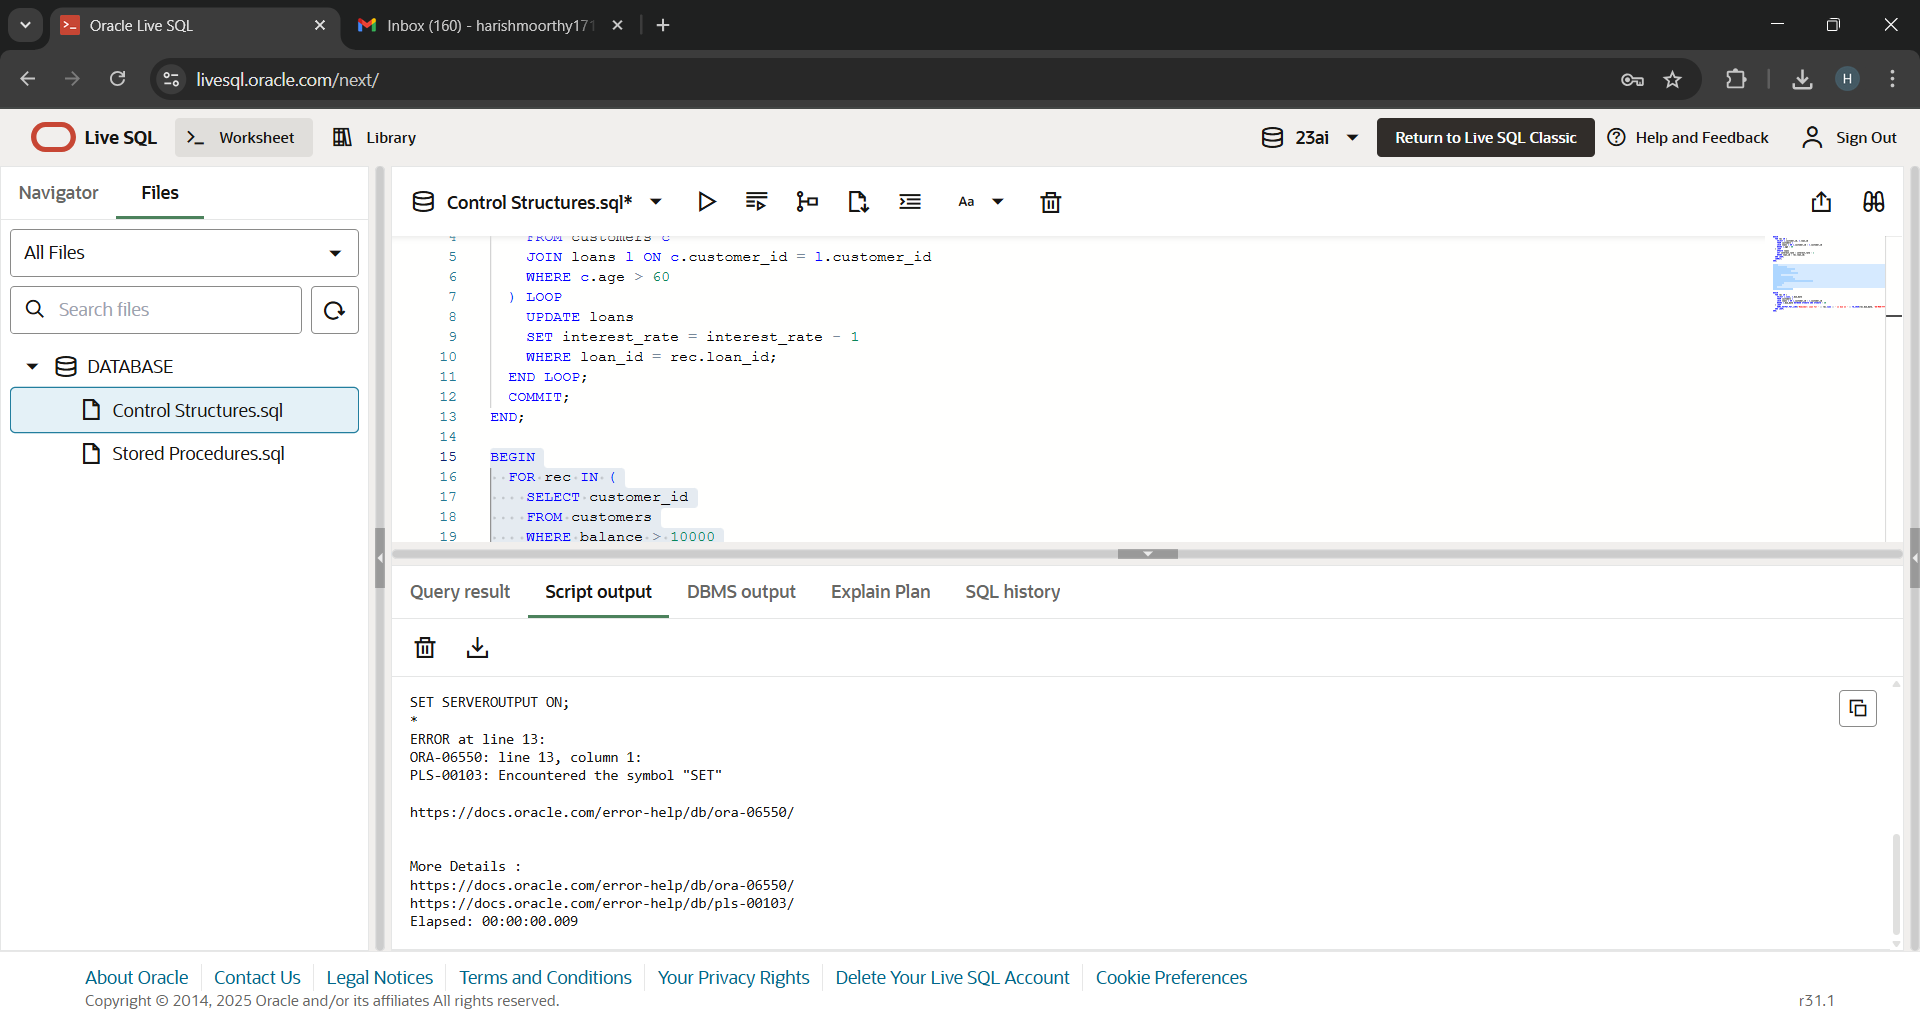 Oracle Live SQL
Inbox (160) - harishmoorthy171
livesql.oracle.com/next/
H
Live SQL
Worksheet
Library
23ai
Return to Live SQL Classic
Help and Feedback
Sign Out
Navigator
Files
All Files
Search files
DATABASE
Control Structures.sql
Stored Procedures.sql
Control Structures.sql*
Aa
4 FROM customers c
5 JOIN loans l ON c.customer_id = l.customer_id
6 WHERE c.age > 60
7 ) LOOP
8 UPDATE loans
9 SET interest_rate = interest_rate - 1
10 WHERE loan_id = rec.loan_id;
11 END LOOP;
12 COMMIT;
13 END;
14
15 BEGIN
16 FOR rec IN (
17 SELECT customer_id
18 FROM customers
19 WHERE balance > 10000
Query result
Script output
DBMS output
Explain Plan
SQL history
SET SERVEROUTPUT ON;
*
ERROR at line 13:
ORA-06550: line 13, column 1:
PLS-00103: Encountered the symbol "SET"
https://docs.oracle.com/error-help/db/ora-06550/
More Details :
https://docs.oracle.com/error-help/db/ora-06550/
https://docs.oracle.com/error-help/db/pls-00103/
Elapsed: 00:00:00.009
About Oracle
Contact Us
Legal Notices
Terms and Conditions
Your Privacy Rights
Delete Your Live SQL Account
Cookie Preferences
Copyright © 2014, 2025 Oracle and/or its affiliates All rights reserved.
r31.1